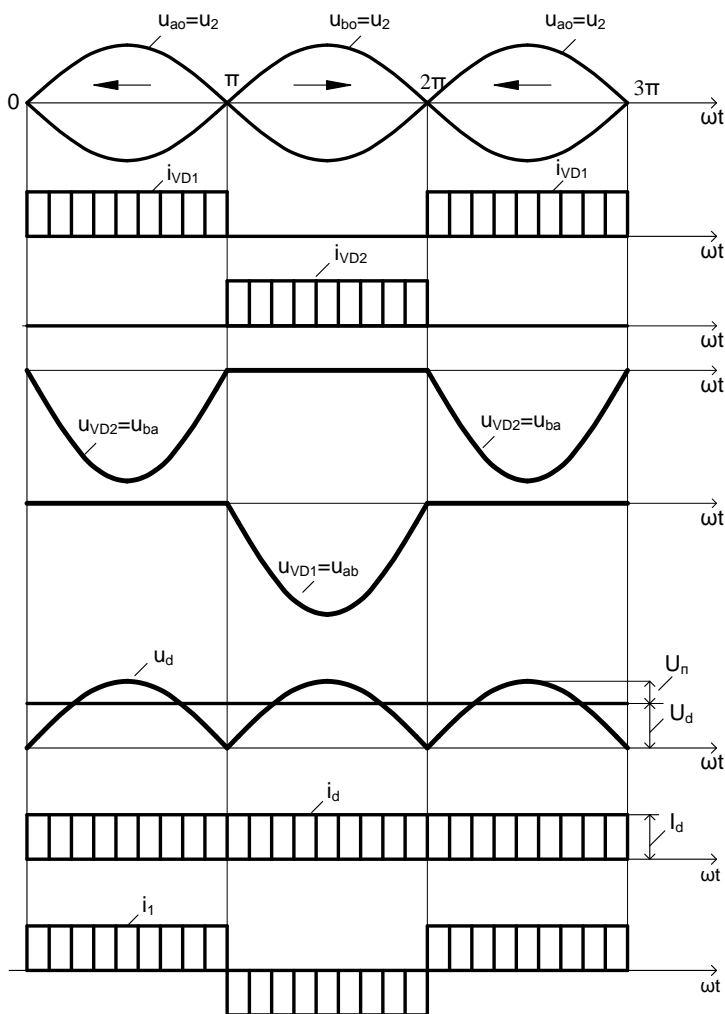 u_ao=u_2 u_bo=u_2 u_ao=u_2
0 π 2π 3π
ωt
i_VD1 i_VD1
ωt
i_VD2
ωt
ωt
u_VD2=u_ba u_VD2=u_ba
ωt
u_VD1=u_ab
u_d U_п
U_d
ωt
i_d I_d
ωt
i_1
ωt